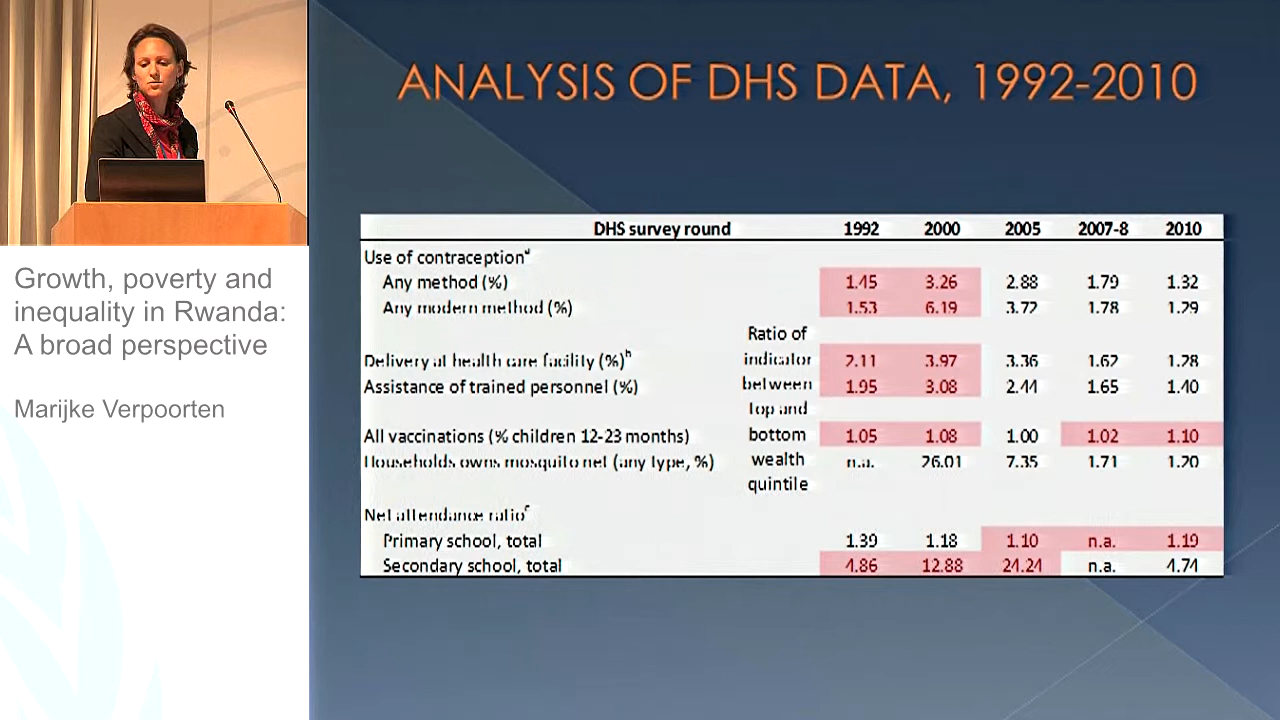 ANALYSIS OF DHS DATA, 1992-2010
DHS survey round 1992 2000 2005 2007-8 2010
Use of contraception
Any method (%) 1.45 3.26 2.88 1.79 1.32
Any modern method (%) 1.53 6.19 3.72 1.78 1.29
Ratio of
Delivery at health care facility (%) indicator 2.11 3.97 3.36 1.62 1.28
Assistance of trained personnel (%) between 1.95 3.08 2.44 1.65 1.40
top and
All vaccinations (% children 12-23 months) bottom 1.05 1.08 1.00 1.02 1.10
Households owns mosquito net (any type, %) wealth n.a. 26.01 7.35 1.71 1.20
quintile
Net attendance ratio
Primary school, total 1.39 1.18 1.10 n.a. 1.19
Secondary school, total 4.86 12.88 24.24 n.a. 4.74
Growth, poverty and
inequality in Rwanda:
A broad perspective
Marijke Verpoorten